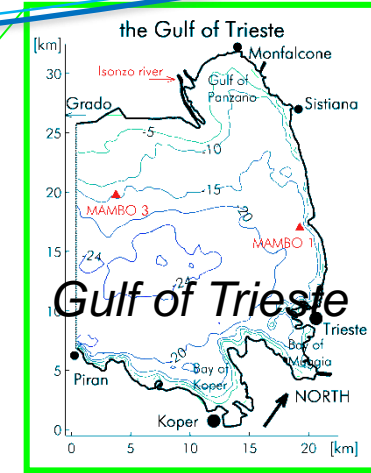 the Gulf of Trieste
[km]
Monfalcone
30
Isonzo river
Gulf of
Panzano
Grado
Sistiana
25
-5
-10
20
-15
MAMBO 3
-20
MAMBO 1
15
-24
-24
Gulf of Trieste
10
Trieste
Bay of
Muggia
-20
Piran
Bay of
Koper
5
NORTH
Koper
0
0 5 10 15 20 [km]